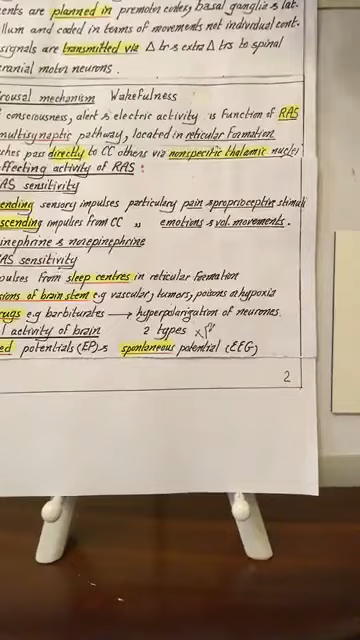 ents are planned in premotor cortex, basal ganglia & lat.
llum and coded in terms of movements not individual cont.
signals are transmitted via Δ tr & extra Δ trs to spinal
cranial motor neurons.
rousal mechanism Wakefulness
f consciousness, alert & electric activity is function of RAS
multisynaptic pathway, located in reticular formation
ches pass directly to CC others via nonspecific thalamic nuclei
ffecting activity of RAS:
AS sensitivity
ending sensory impulses particulary pain & proprioceptive stimuli
scending impulses from CC ,, emotions & vol. movements.
inephrine & norepinephrine
AS sensitivity
pulses from sleep centres in reticular formation
sions of brain stem e.g vascular, tumors, poisons or hypoxia
rugs e.g barbiturates → hyperpolarization of neurones.
l activity of brain 2 types
ed potentials (EP) & spontaneous potential (EEG)
2